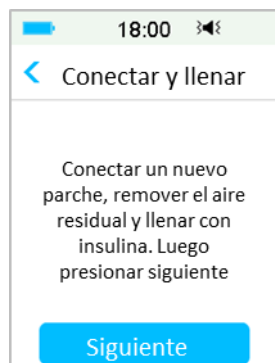 18:00
Conectar y llenar
Conectar un nuevo
parche, remover el aire
residual y llenar con
insulina. Luego
presionar siguiente
Siguiente